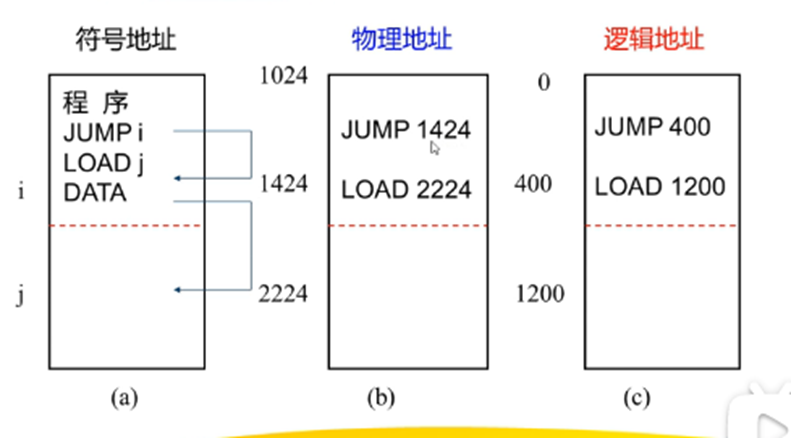 符号地址
物理地址
逻辑地址
程 序
JUMP i
LOAD j
DATA
i
j
1024
1424
2224
JUMP 1424
LOAD 2224
0
400
1200
JUMP 400
LOAD 1200
(a)
(b)
(c)